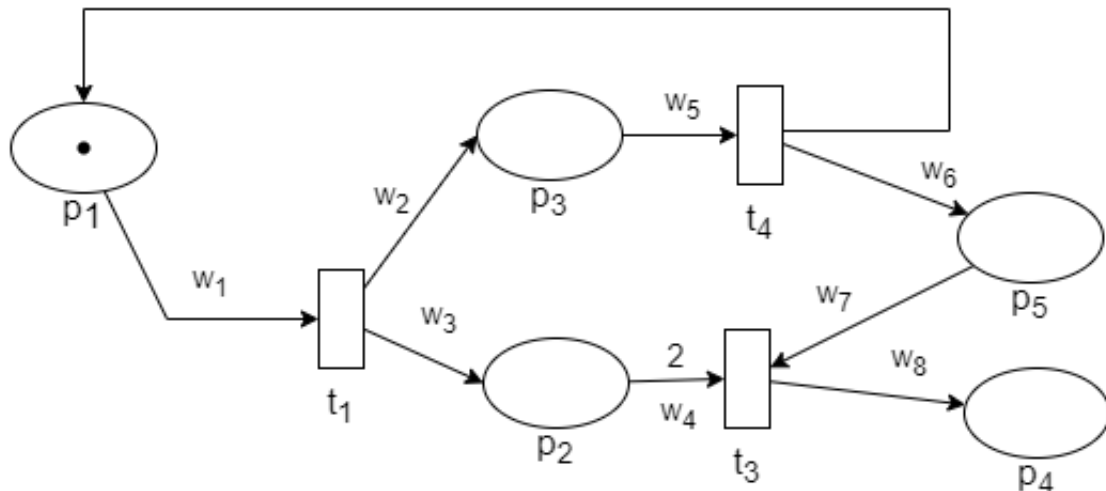 w₅
w₂
p₃
w₆
p₁
t₄
w₁
w₇
w₃
p₅
2
w₈
t₁
w₄
p₂
t₃
p₄